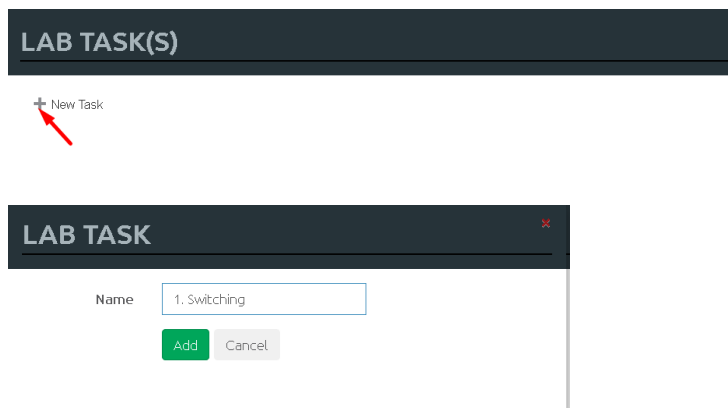 LAB TASK(S)
New Task
LAB TASK
Name 1. Switching
Add Cancel